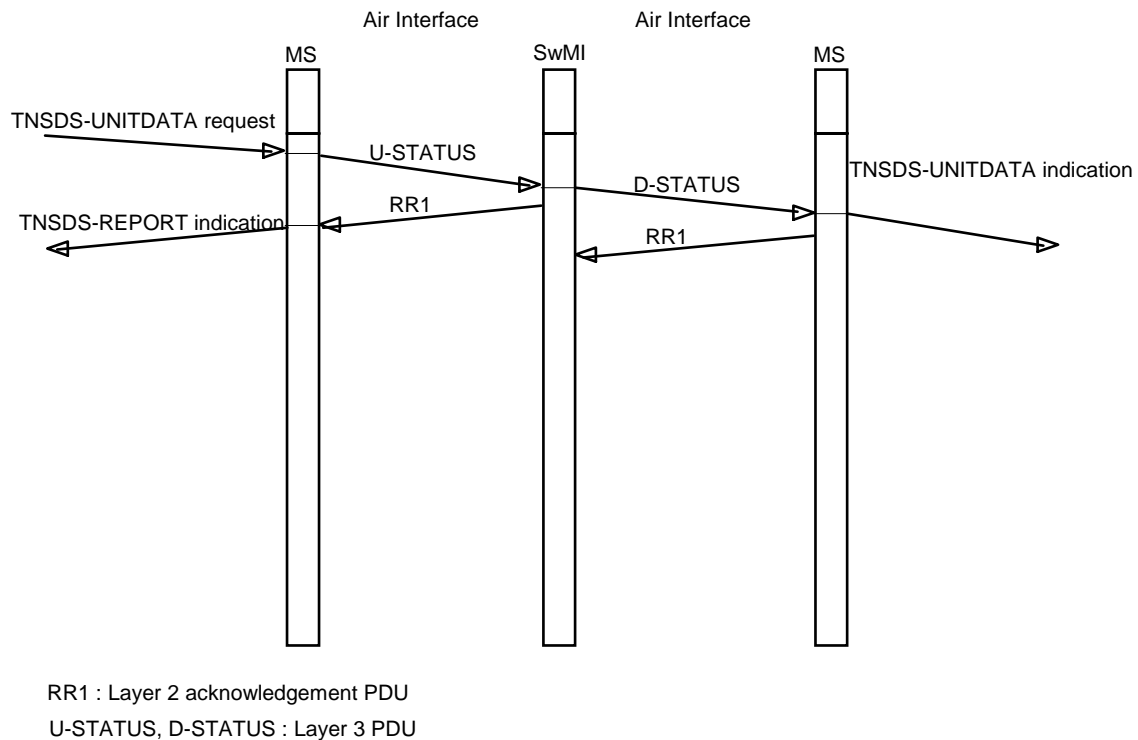 Air Interface
Air Interface
MS
SwMI
MS
TNSDS-UNITDATA request
U-STATUS
TNSDS-UNITDATA indication
D-STATUS
RR1
TNSDS-REPORT indication
RR1
RR1 : Layer 2 acknowledgement PDU
U-STATUS, D-STATUS : Layer 3 PDU